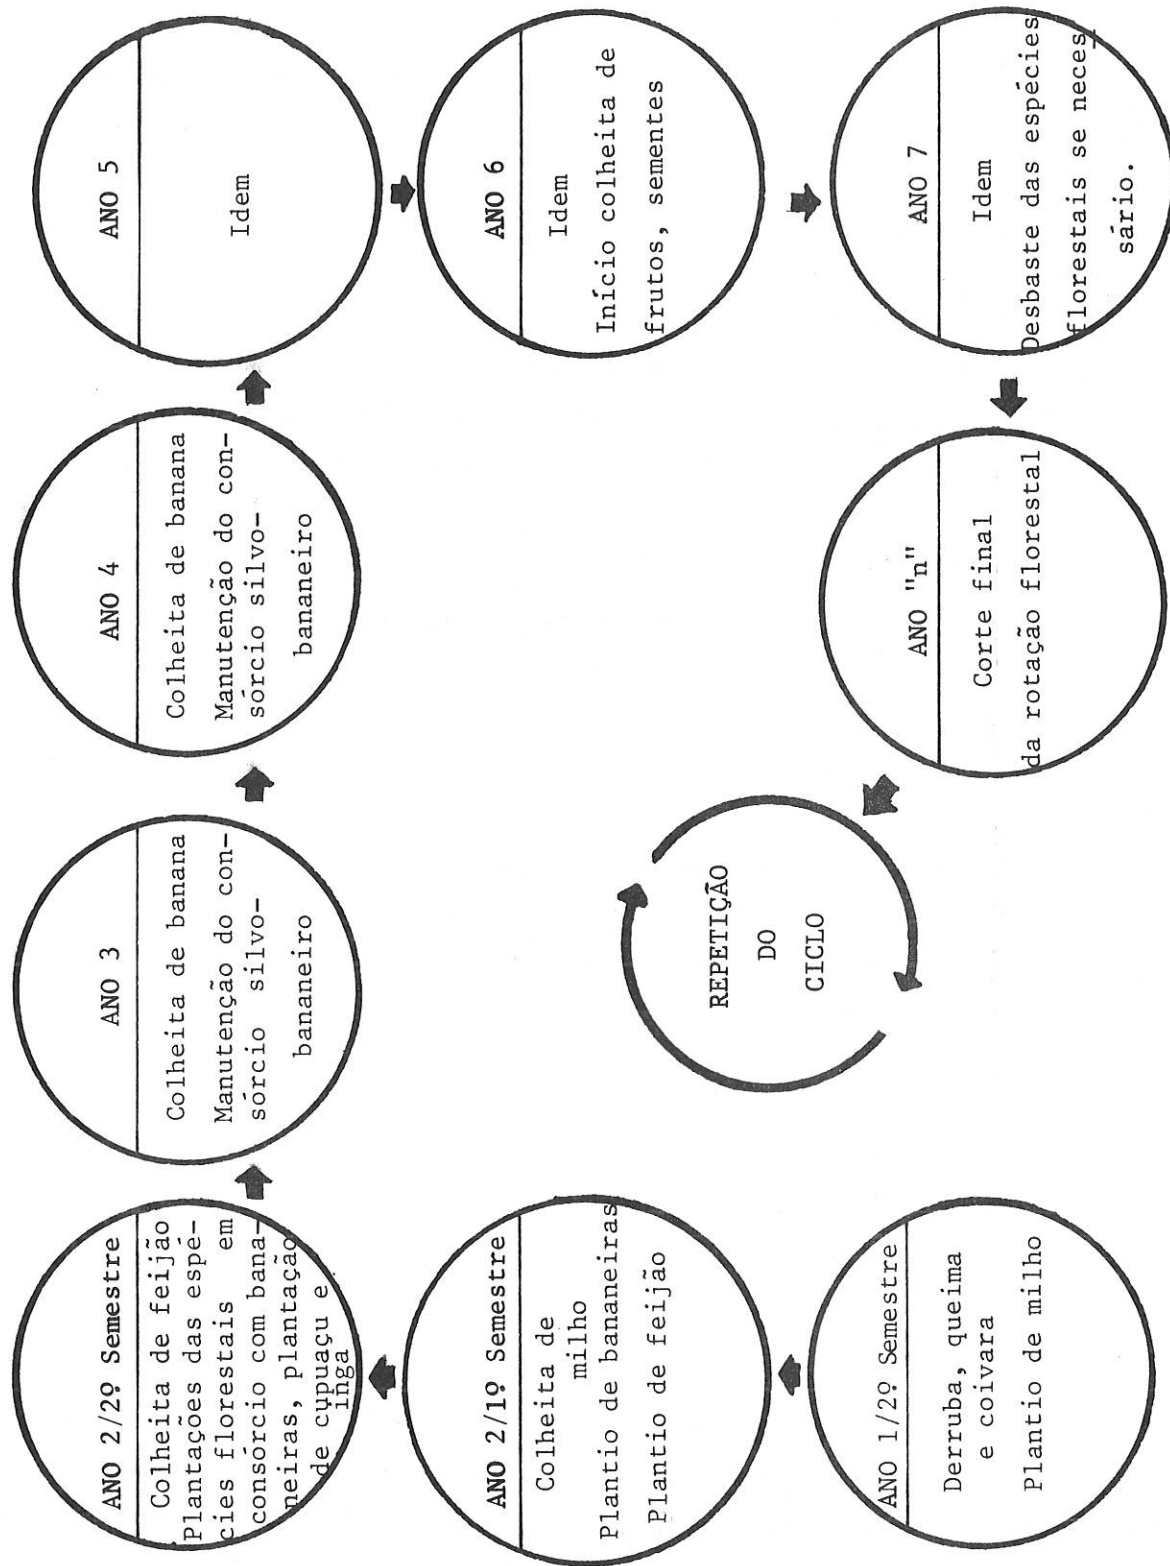 ANO 1/2º Semestre
Derruba, queima
e coivara
Plantio de milho
ANO 2/1º Semestre
Colheita de
milho
Plantio de bananeiras
Plantio de feijão
ANO 2/2º Semestre
Colheita de feijão
Plantações das espé-
cies florestais em
consórcio com bana-
neiras, plantação
de cupuaçu e
inga
ANO 3
Colheita de banana
Manutenção do con-
sórcio silvo-
bananeiro
ANO 4
Colheita de banana
Manutenção do con-
sórcio silvo-
bananeiro
ANO 5
Idem
ANO 6
Idem
Início colheita de
frutos, sementes
ANO 7
Idem
Desbaste das espécies
florestais se neces
sário.
ANO "n"
Corte final
da rotação florestal
REPETIÇÃO
DO
CICLO